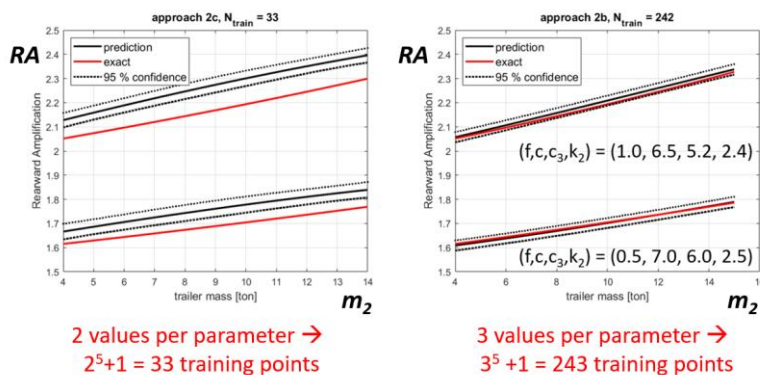 approach 2c, N_train = 33
RA
Rearward Amplification
2.5
2.4
2.3
2.2
2.1
2
1.9
1.8
1.7
1.6
1.5
prediction
exact
95 % confidence
4 5 6 7 8 9 10 11 12 13 14
trailer mass [ton]
m₂
2 values per parameter →
2⁵+1 = 33 training points
approach 2b, N_train = 242
RA
Rearward Amplification
2.5
2.4
2.3
2.2
2.1
2
1.9
1.8
1.7
1.6
1.5
prediction
exact
95 % confidence
(f,c,c₃,k₂) = (1.0, 6.5, 5.2, 2.4)
(f,c,c₃,k₂) = (0.5, 7.0, 6.0, 2.5)
4 6 8 10 12 14 16
trailer mass [ton]
m₂
3 values per parameter →
3⁵ +1 = 243 training points